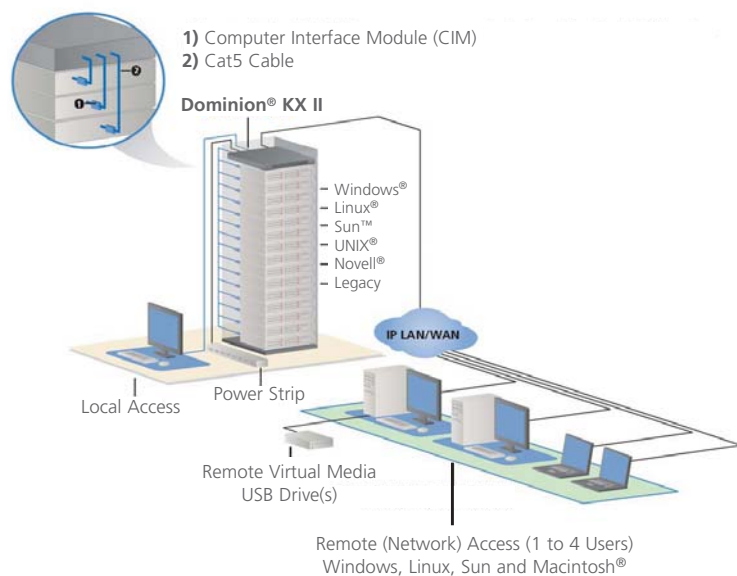 1) Computer Interface Module (CIM)
2) Cat5 Cable
Dominion® KX II
2
1
Windows®
Linux®
Sun™
UNIX®
Novell®
Legacy
IP LAN/WAN
Local Access
Power Strip
Remote Virtual Media
USB Drive(s)
Remote (Network) Access (1 to 4 Users)
Windows, Linux, Sun and Macintosh®